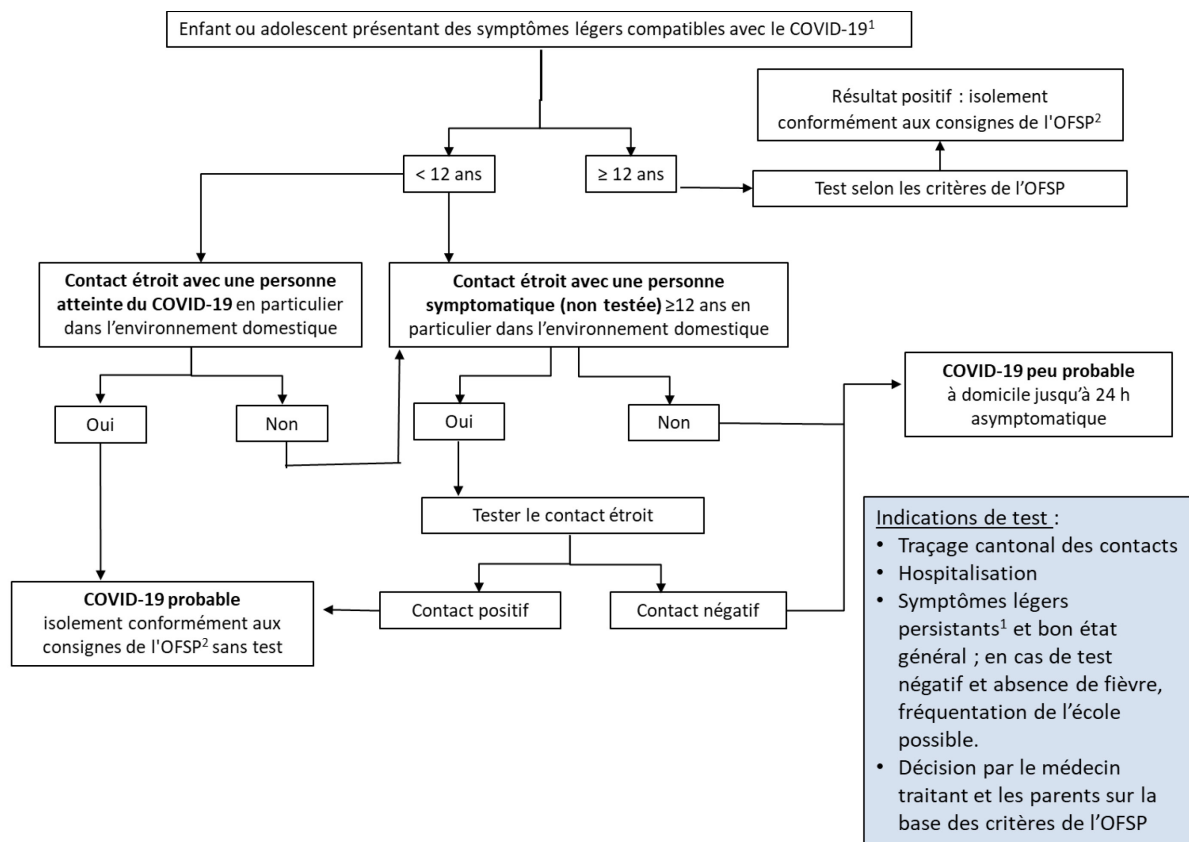 Enfant ou adolescent présentant des symptômes légers compatibles avec le COVID-19¹
Résultat positif : isolement
conformément aux consignes de l'OFSP²
< 12 ans
≥ 12 ans
Test selon les critères de l’OFSP
Contact étroit avec une personne
atteinte du COVID-19 en particulier
dans l’environnement domestique
Contact étroit avec une personne
symptomatique (non testée) ≥12 ans en
particulier dans l’environnement domestique
COVID-19 peu probable
à domicile jusqu’à 24 h
asymptomatique
Oui
Non
Oui
Non
Tester le contact étroit
COVID-19 probable
isolement conformément aux
consignes de l'OFSP² sans test
Contact positif
Contact négatif
Indications de test :
• Traçage cantonal des contacts
• Hospitalisation
• Symptômes légers
persistants¹ et bon état
général ; en cas de test
négatif et absence de fièvre,
fréquentation de l’école
possible.
• Décision par le médecin
traitant et les parents sur la
base des critères de l’OFSP